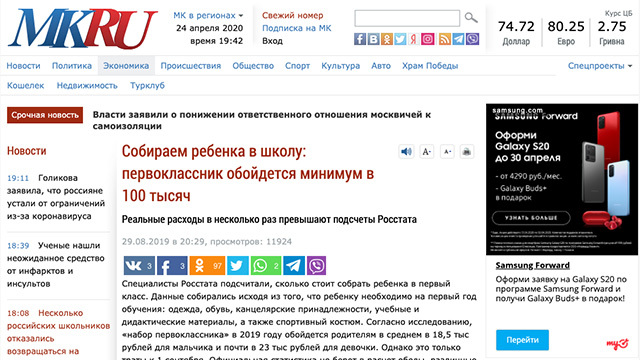 MKRU
МК в регионах
24 апреля 2020
время 19:42
Свежий номер
Подписка на МК
Вход
Курс ЦБ
74.72 80.25 2.75
Доллар Евро Гривна
Новости Политика Экономика Происшествия Общество Спорт Культура Авто Храм Победы Спецпроекты
Кошелек Недвижимость Турклуб
Срочная новость
Власти заявили о понижении ответственного отношения москвичей к
самоизоляции
Новости
19:11 Голикова
заявила, что россияне
устали от ограничений
из-за коронавируса
18:39 Ученые нашли
неожиданное средство
от инфарктов и
инсультов
18:08 Несколько
российских школьников
отказались
возвращаться на
Собираем ребенка в школу:
первоклассник обойдется минимум в
100 тысяч
A- A+
Реальные расходы в несколько раз превышают подсчеты Росстата
29.08.2019 в 20:29, просмотров: 11924
3 3 97 2
Специалисты Росстата подсчитали, сколько стоит собрать ребенка в первый
класс. Данные собирались исходя из того, что ребенку необходимо на первый год
обучения: одежда, обувь, канцелярские принадлежности, учебные и
дидактические материалы, а также спортивный костюм. Согласно исследованию,
«набор первоклассника» в 2019 году обойдется родителям в среднем в 18,5 тыс
рублей для мальчика и почти в 23 тыс рублей для девочки. Однако это только
samsung.com
SAMSUNG Forward
Оформи
Galaxy S20
до 30 апреля
- от 4290 руб./мес.
- Galaxy Buds+
в подарок
УЗНАТЬ БОЛЬШЕ
Samsung Forward
Оформи заявку на Galaxy S20 по
программе Samsung Forward и
получи Galaxy Buds+ в подарок!
Перейти
my